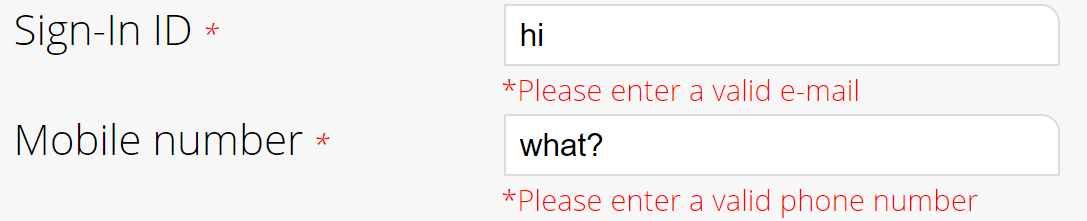 Sign-In ID * hi
*Please enter a valid e-mail
Mobile number * what?
*Please enter a valid phone number